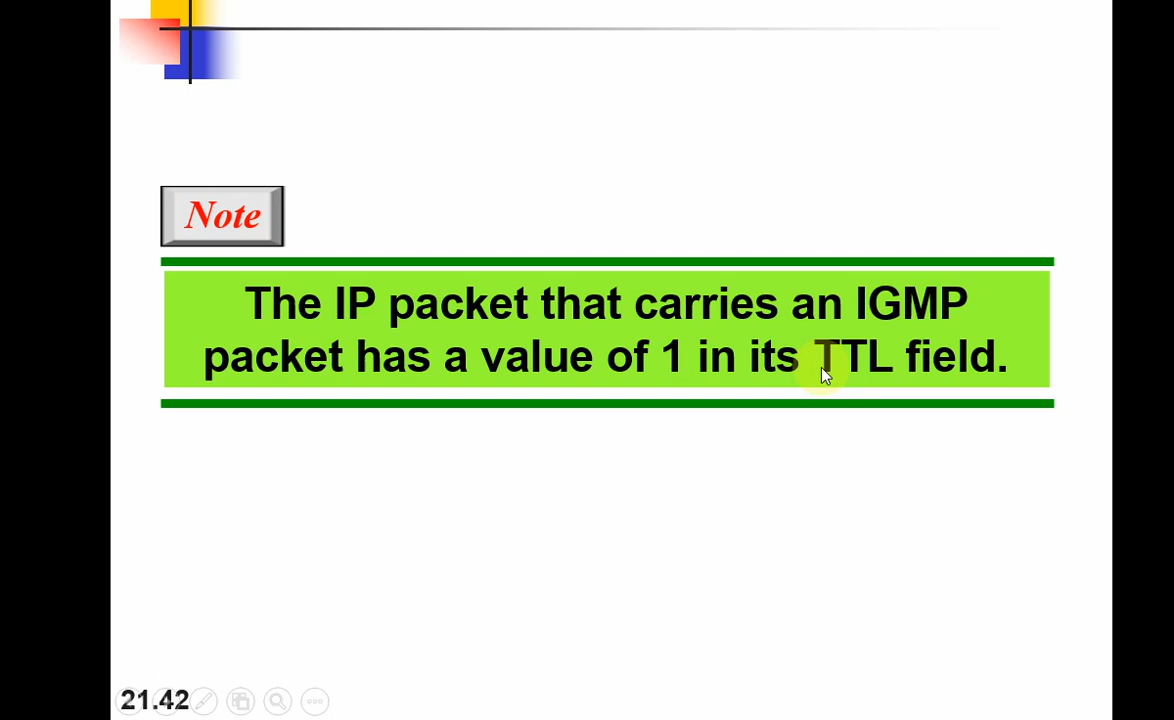 Note
The IP packet that carries an IGMP
packet has a value of 1 in its TTL field.
21.42